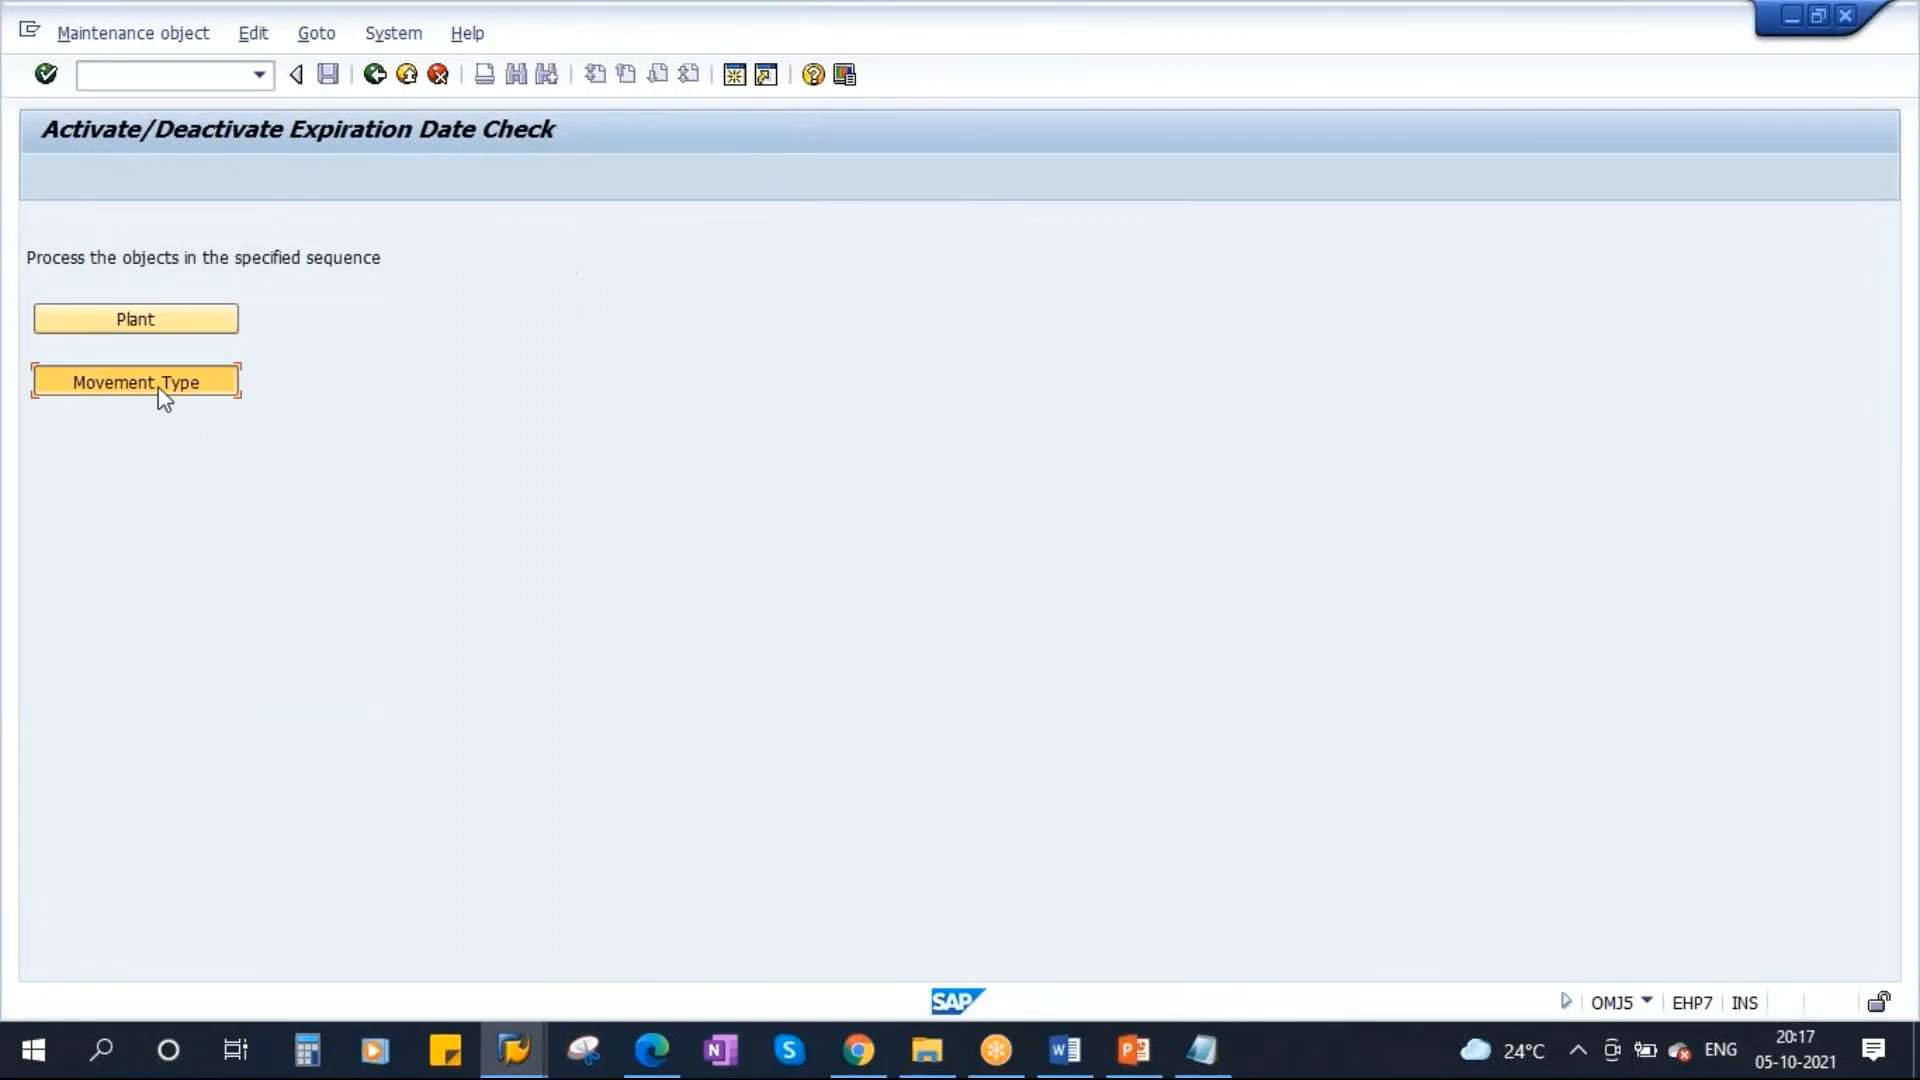 Maintenance object Edit Goto System Help
Activate/Deactivate Expiration Date Check
Process the objects in the specified sequence
Plant
Movement Type
SAP
OMJ5 EHP7 INS
24°C ENG 20:17
05-10-2021